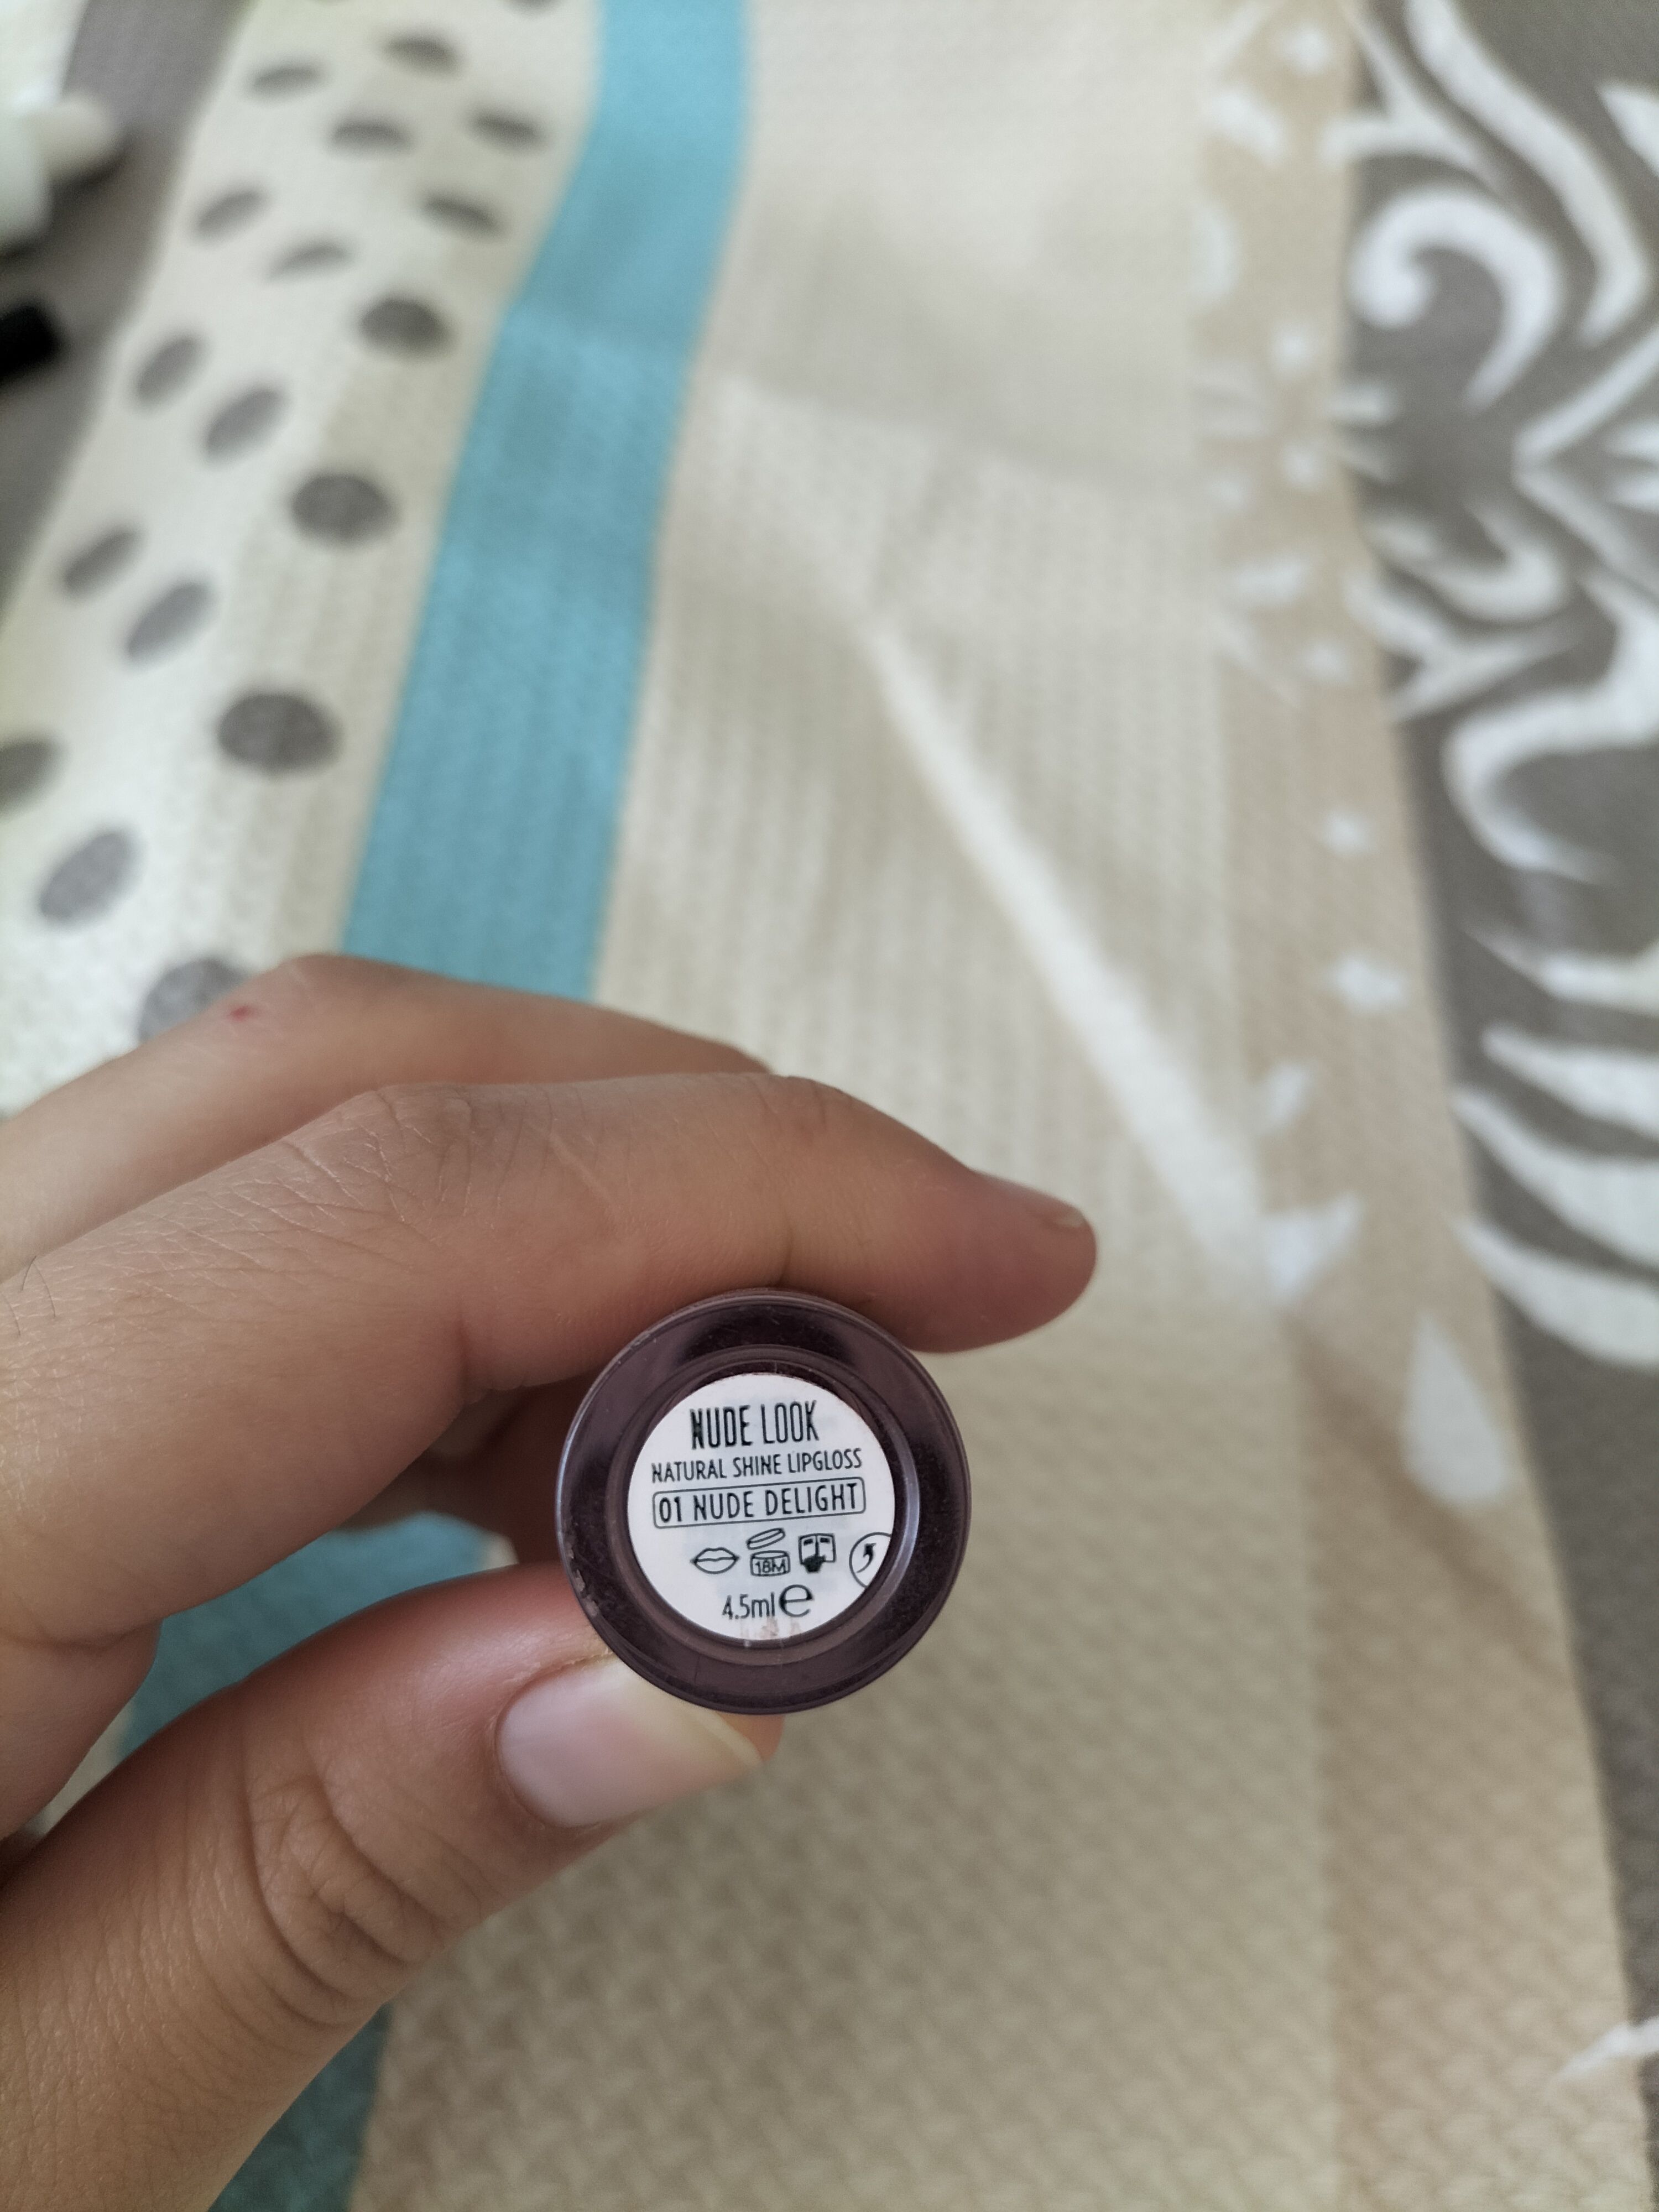 NUDE LOOK
NATURAL SHINE LIPGLOSS
01 NUDE DELIGHT
18M
4.5ml e